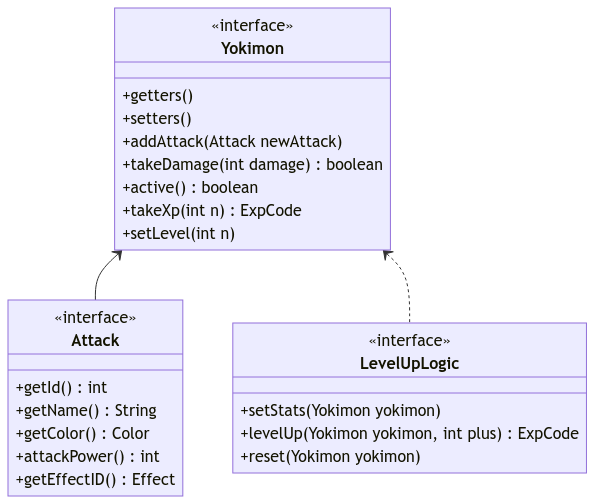 «interface»
Yokimon
+getters()
+setters()
+addAttack(Attack newAttack)
+takeDamage(int damage) : boolean
+active() : boolean
+takeXp(int n) : ExpCode
+setLevel(int n)
«interface»
Attack
+getId() : int
+getName() : String
+getColor() : Color
+attackPower() : int
+getEffectID() : Effect
«interface»
LevelUpLogic
+setStats(Yokimon yokimon)
+levelUp(Yokimon yokimon, int plus) : ExpCode
+reset(Yokimon yokimon)